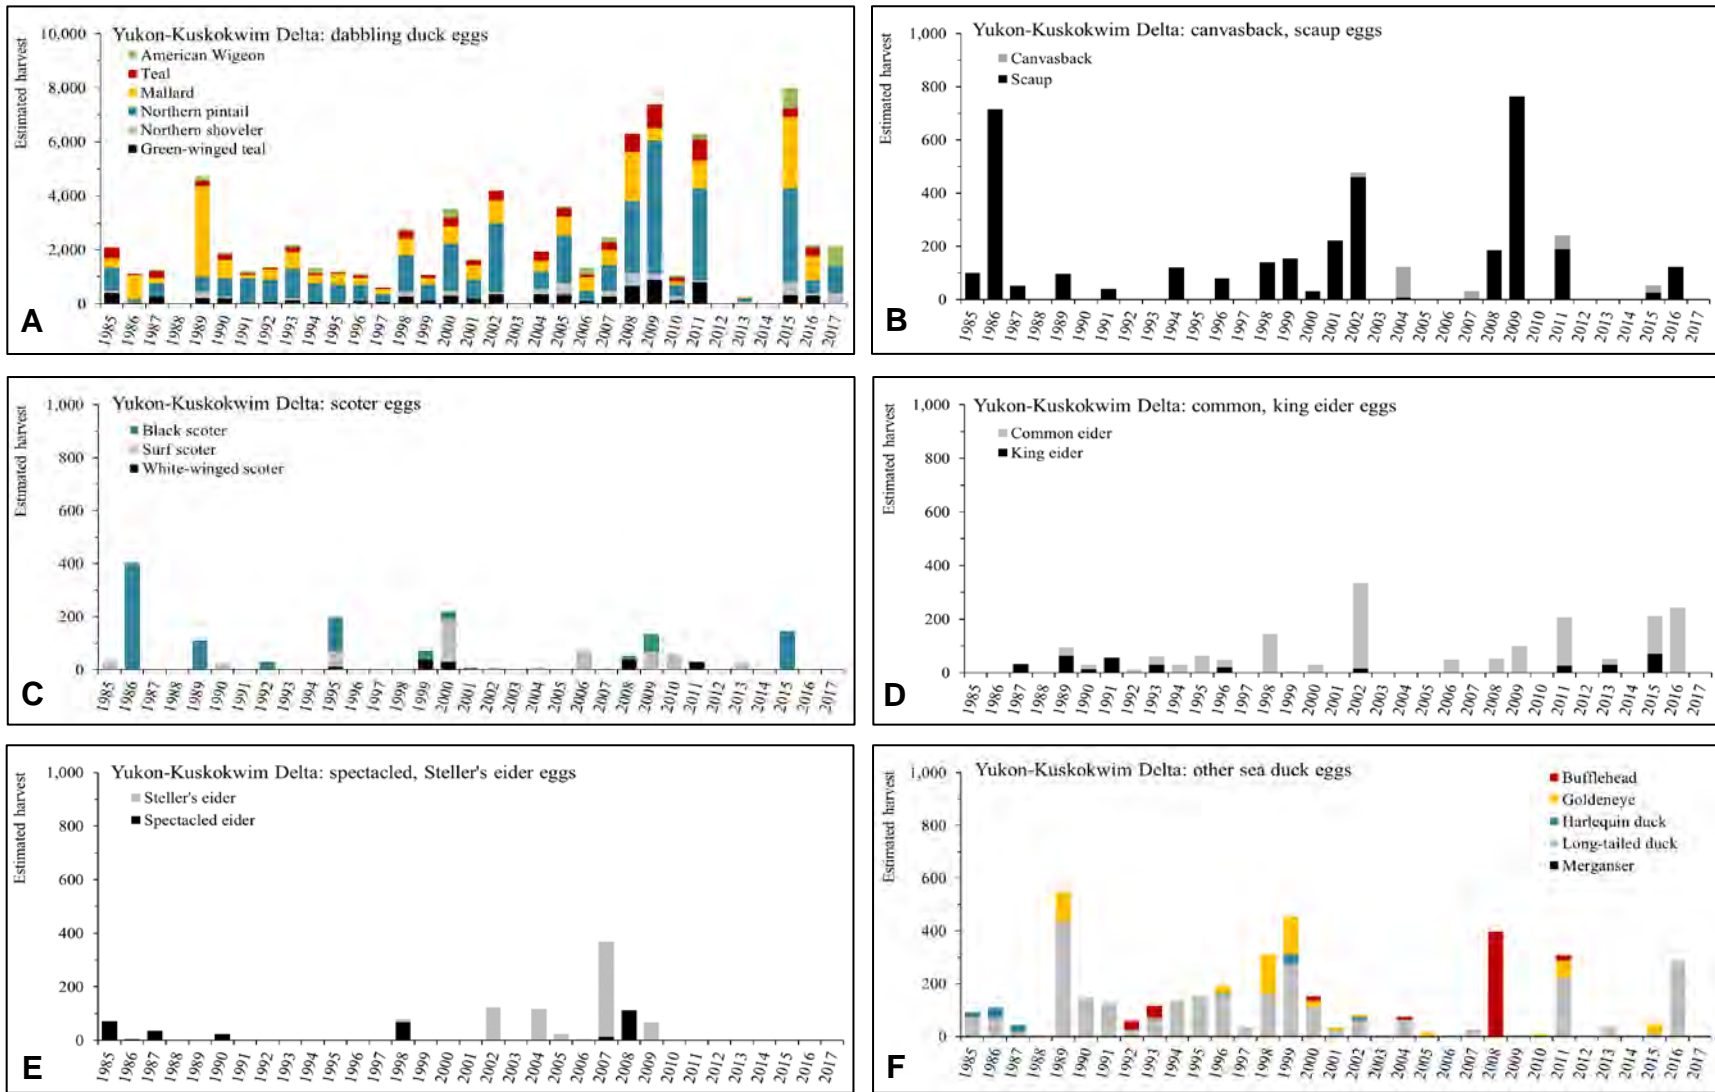 Yukon-Kuskokwim Delta: dabbling duck eggs
Estimated harvest
10,000
8,000
6,000
4,000
2,000
0
American Wigeon
Teal
Mallard
Northern pintail
Northern shoveler
Green-winged teal
A
1985 1986 1987 1988 1989 1990 1991 1992 1993 1994 1995 1996 1997 1998 1999 2000 2001 2002 2003 2004 2005 2006 2007 2008 2009 2010 2011 2012 2013 2014 2015 2016 2017
Yukon-Kuskokwim Delta: canvasback, scaup eggs
Estimated harvest
1,000
800
600
400
200
0
Canvasback
Scaup
B
1985 1986 1987 1988 1989 1990 1991 1992 1993 1994 1995 1996 1997 1998 1999 2000 2001 2002 2003 2004 2005 2006 2007 2008 2009 2010 2011 2012 2013 2014 2015 2016 2017
Yukon-Kuskokwim Delta: scoter eggs
Estimated harvest
1,000
800
600
400
200
0
Black scoter
Surf scoter
White-winged scoter
C
1985 1986 1987 1988 1989 1990 1991 1992 1993 1994 1995 1996 1997 1998 1999 2000 2001 2002 2003 2004 2005 2006 2007 2008 2009 2010 2011 2012 2013 2014 2015 2016 2017
Yukon-Kuskokwim Delta: common, king eider eggs
Estimated harvest
1,000
800
600
400
200
0
Common eider
King eider
D
1985 1986 1987 1988 1989 1990 1991 1992 1993 1994 1995 1996 1997 1998 1999 2000 2001 2002 2003 2004 2005 2006 2007 2008 2009 2010 2011 2012 2013 2014 2015 2016 2017
Yukon-Kuskokwim Delta: spectacled, Steller's eider eggs
Estimated harvest
1,000
800
600
400
200
0
Steller's eider
Spectacled eider
E
1985 1986 1987 1988 1989 1990 1991 1992 1993 1994 1995 1996 1997 1998 1999 2000 2001 2002 2003 2004 2005 2006 2007 2008 2009 2010 2011 2012 2013 2014 2015 2016 2017
Yukon-Kuskokwim Delta: other sea duck eggs
Estimated harvest
1,000
800
600
400
200
0
Bufflehead
Goldeneye
Harlequin duck
Long-tailed duck
Merganser
F
1985 1986 1987 1988 1989 1990 1991 1992 1993 1994 1995 1996 1997 1998 1999 2000 2001 2002 2003 2004 2005 2006 2007 2008 2009 2010 2011 2012 2013 2014 2015 2016 2017